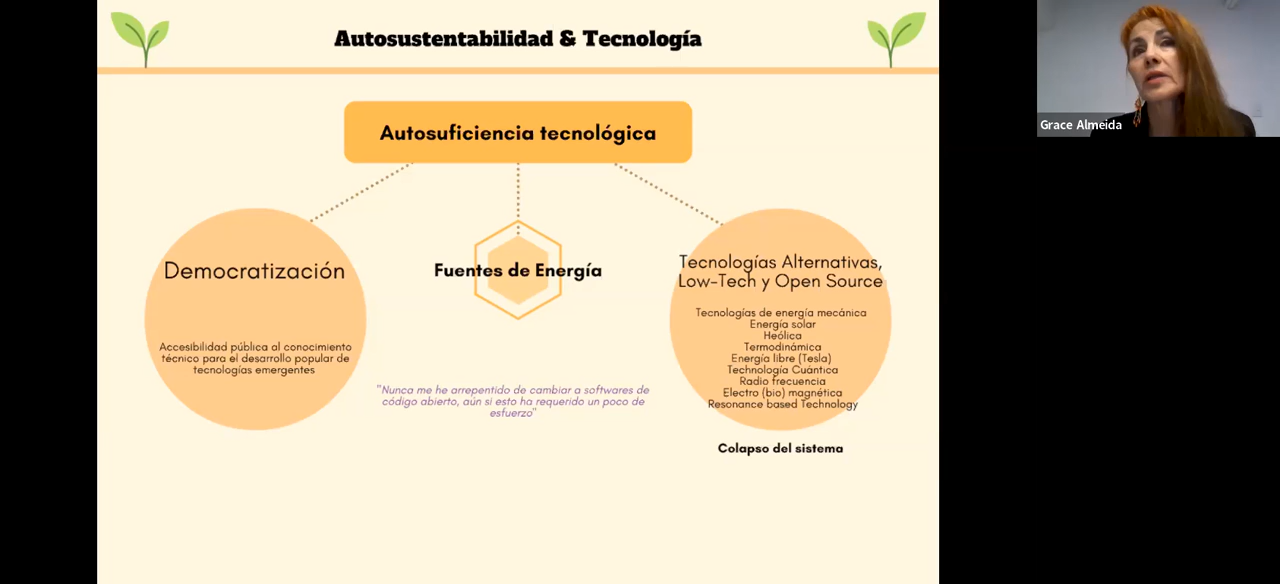 Autosustentabilidad & Tecnología
Grace Almeida
Autosuficiencia tecnológica
Democratización
Accesibilidad pública al conocimiento
técnico para el desarrollo popular de
tecnologías emergentes
Fuentes de Energía
"Nunca me he arrepentido de cambiar a softwares de
código abierto, aún si esto ha requerido un poco de
esfuerzo"
Tecnologías Alternativas,
Low-Tech y Open Source
Tecnologías de energía mecánica
Energía solar
Heólica
Termodinámica
Energía libre (Tesla)
Technología Cuántica
Radio frecuencia
Electro (bio) magnética
Resonance based Technology
Colapso del sistema